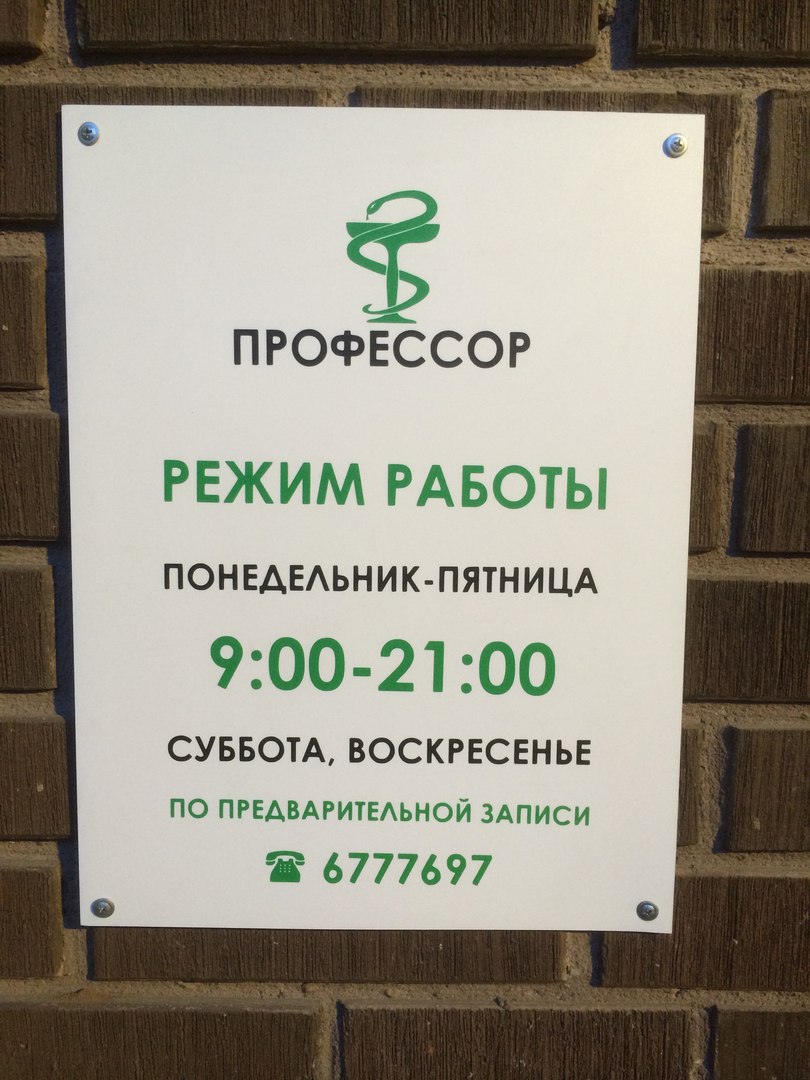 ПРОФЕССОР
РЕЖИМ РАБОТЫ
ПОНЕДЕЛЬНИК-ПЯТНИЦА
9:00-21:00
СУББОТА, ВОСКРЕСЕНЬЕ
ПО ПРЕДВАРИТЕЛЬНОЙ ЗАПИСИ
☎ 6777697